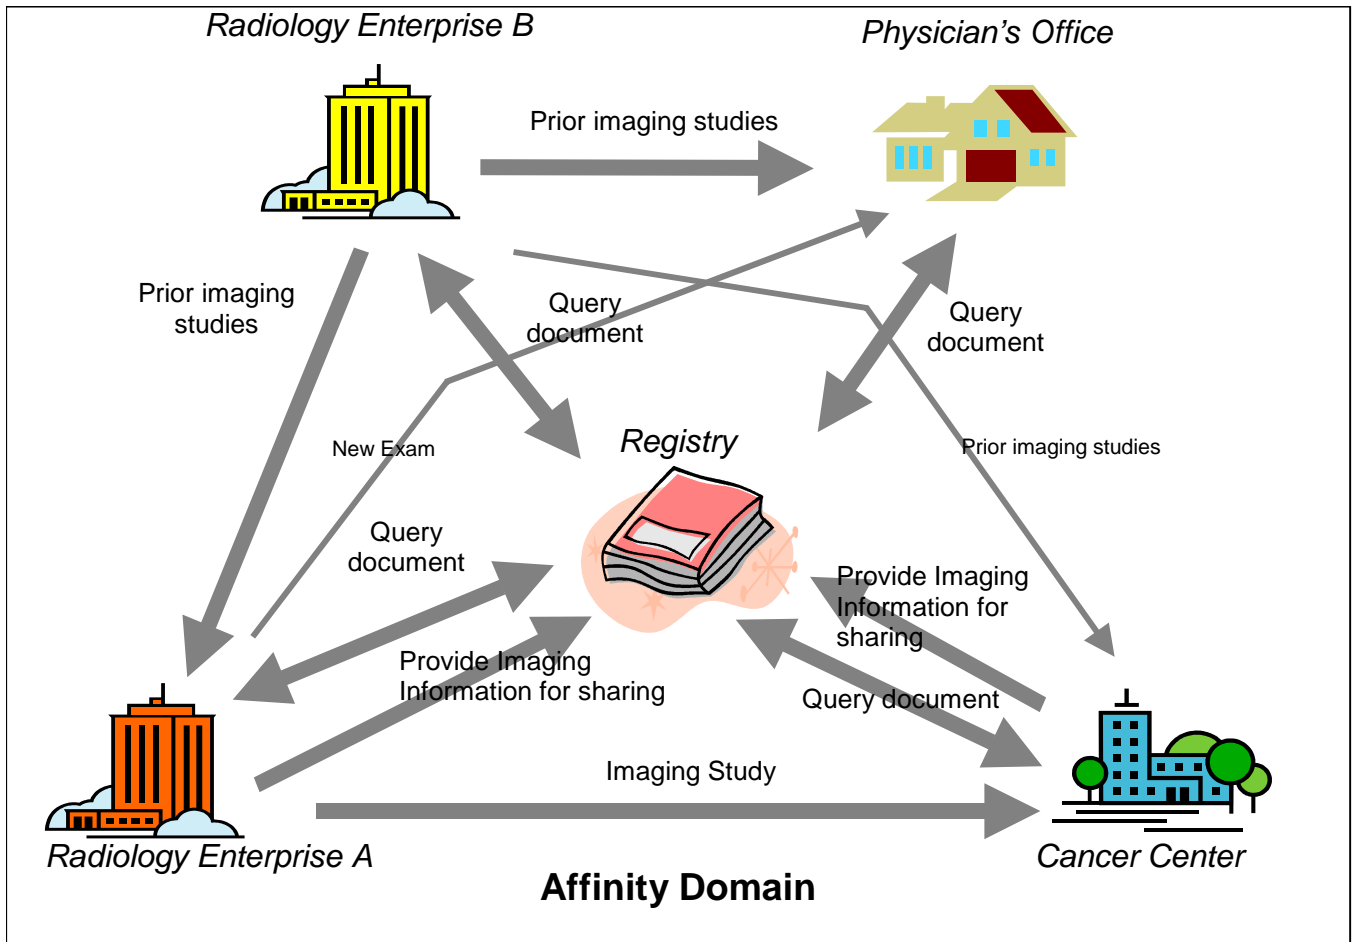 Radiology Enterprise B
Physician's Office
Prior imaging studies
Prior imaging
studies
Query
document
Query
document
New Exam
Registry
Prior imaging studies
Query
document
Provide Imaging
Information for
sharing
Provide Imaging
Information for sharing
Query document
Imaging Study
Radiology Enterprise A
Cancer Center
Affinity Domain